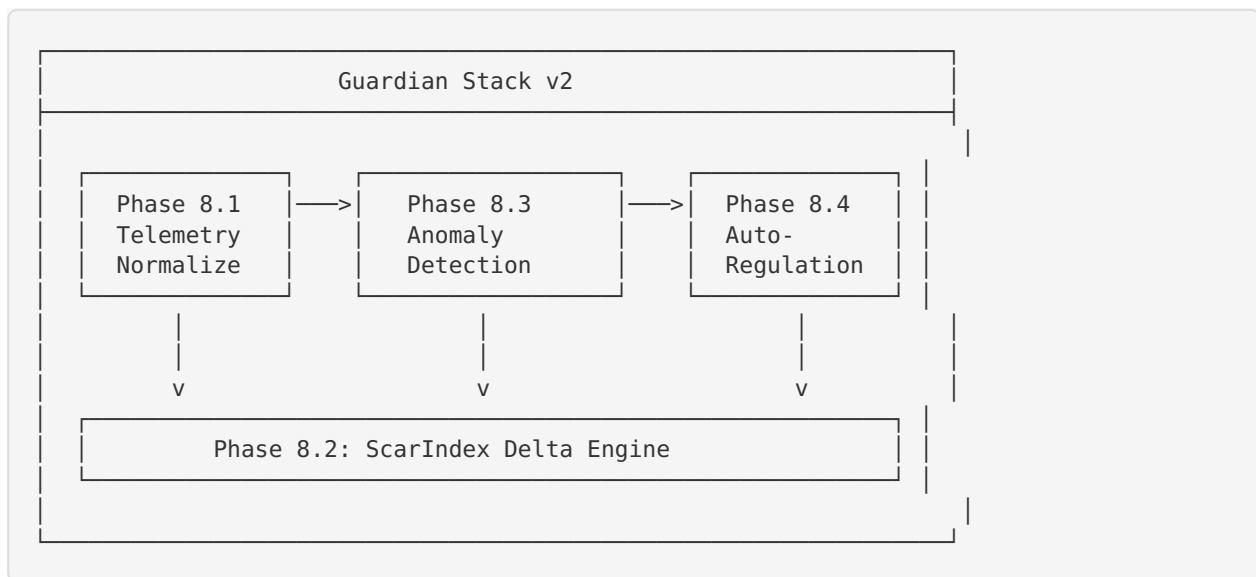 Guardian Stack v2
Phase 8.1 Phase 8.3 Phase 8.4
Telemetry Anomaly Auto-
Normalize Detection Regulation
Phase 8.2: ScarIndex Delta Engine